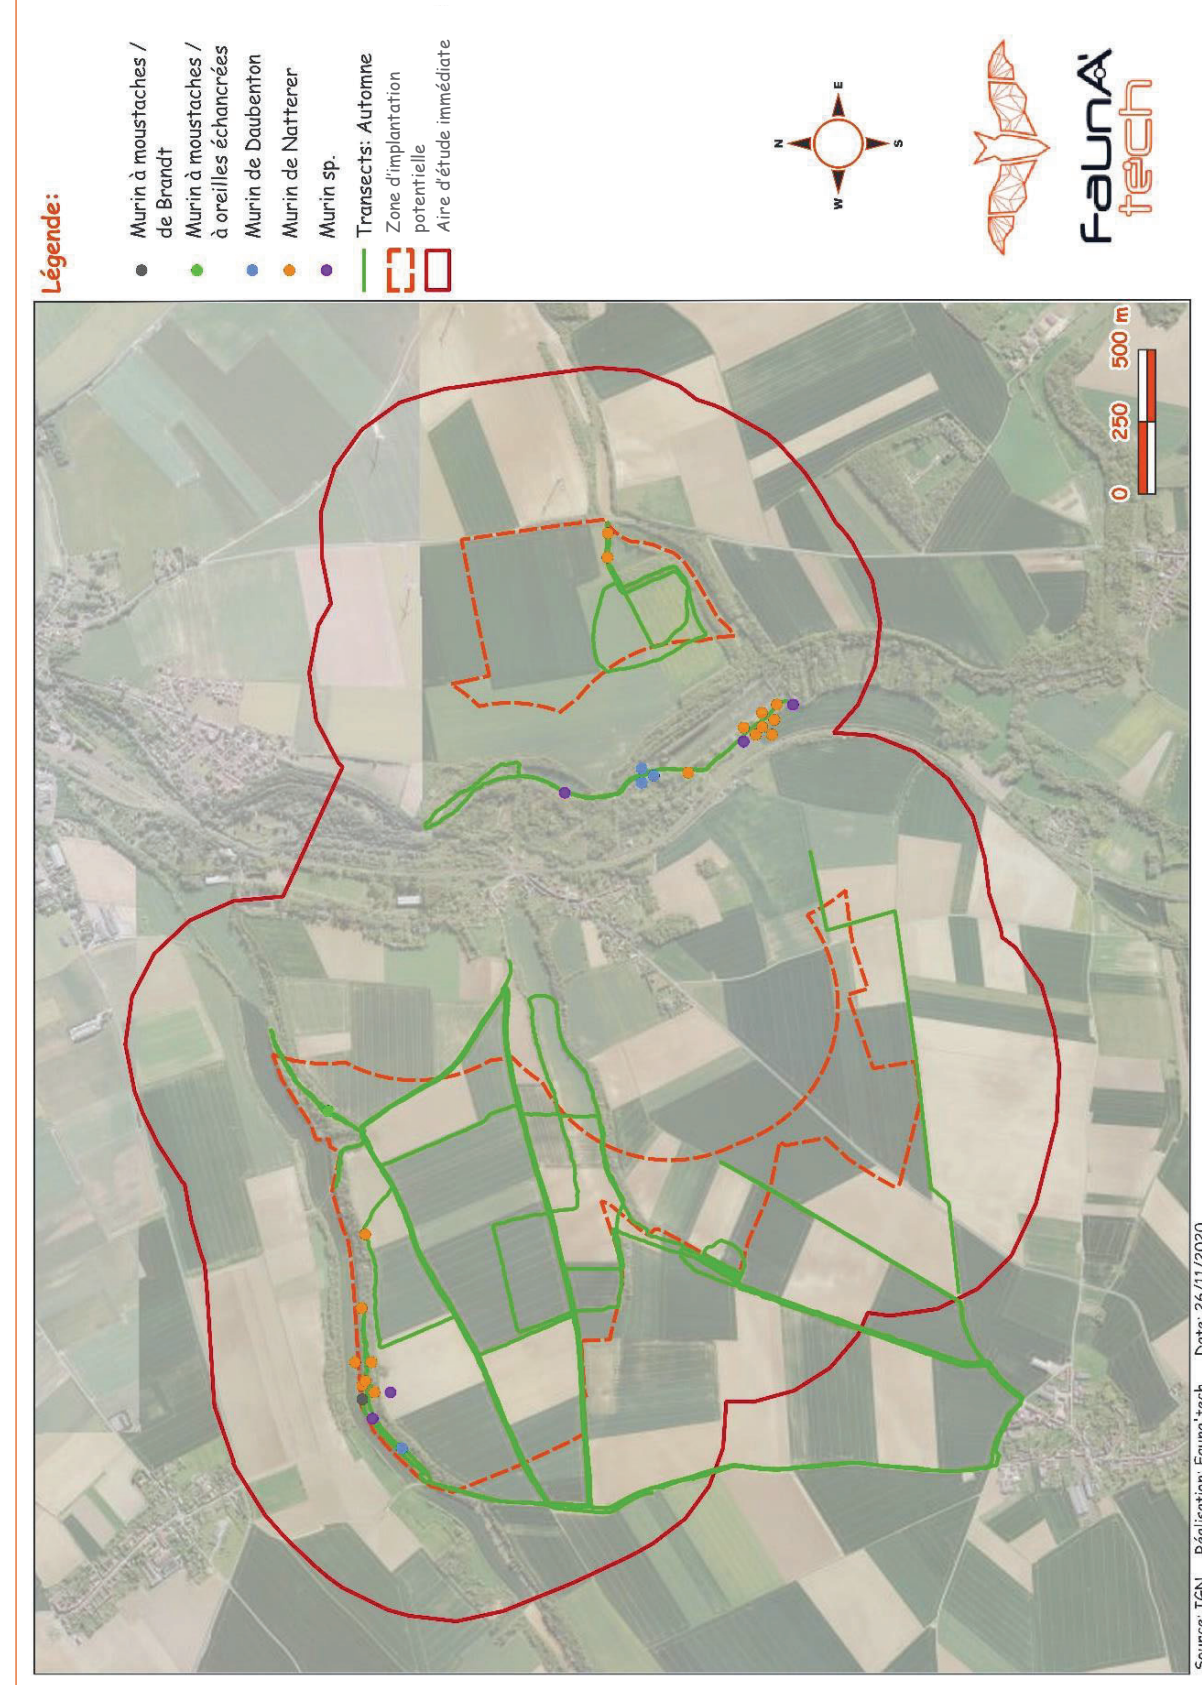 Légende:
Murin à moustaches /
de Brandt
Murin à moustaches /
à oreilles échancrées
Murin de Daubenton
Murin de Natterer
Murin sp.
Transects: Automne
Zone d'implantation
potentielle
Aire d'étude immédiate
N
W
E
S
Faunà
tech
0 250 500 m
Source: IGN Réalisation: Fauna'tech Date: 26/11/2020